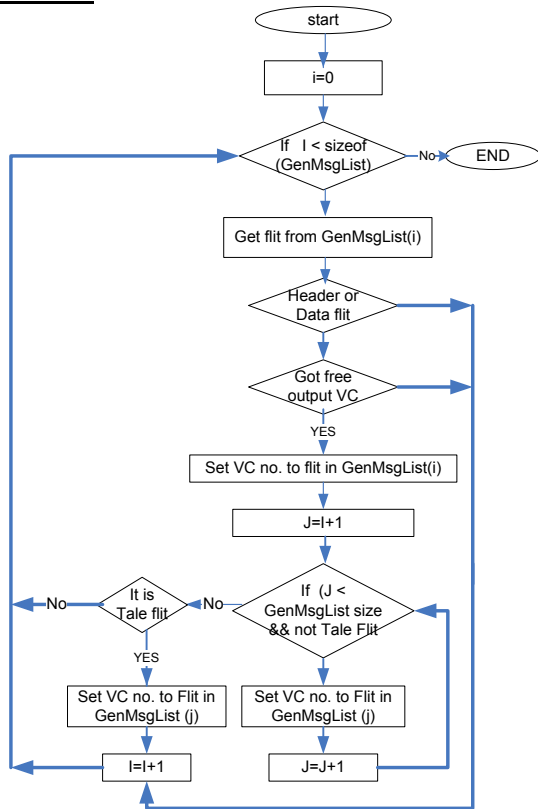 start
i=0
If I < sizeof
(GenMsgList)
No
END
Get flit from GenMsgList(i)
Header or
Data flit
Got free
output VC
YES
Set VC no. to flit in GenMsgList(i)
J=I+1
If (J <
GenMsgList size
&& not Tale Flit
No
It is
Tale flit
No
YES
Set VC no. to Flit in
GenMsgList (j)
Set VC no. to Flit in
GenMsgList (j)
I=I+1
J=J+1